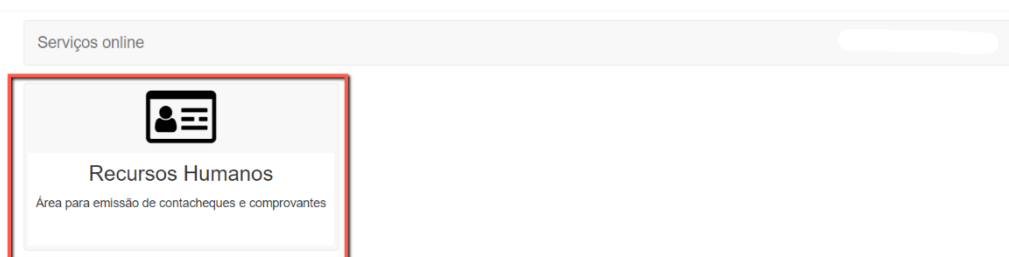 Serviços online
Recursos Humanos
Área para emissão de contacheques e comprovantes